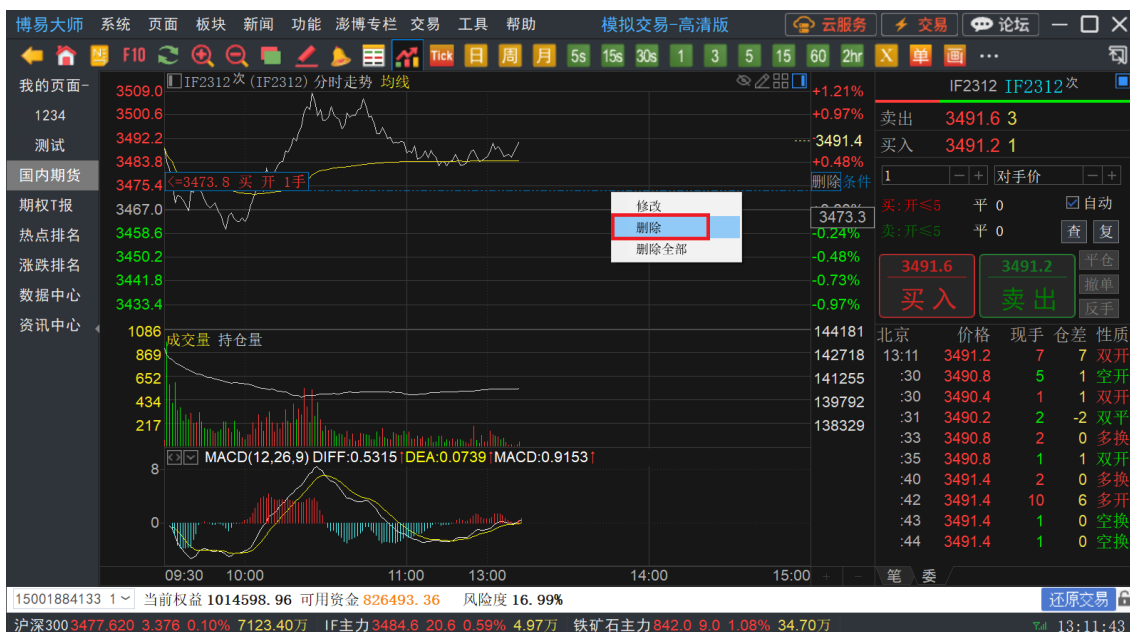 博易大师 系统 页面 板块 新闻 功能 澎博专栏 交易 工具 帮助 模拟交易-高清版 云服务 交易 论坛
F10 Tick 日 周 月 5s 15s 30s 1 3 5 15 60 2hr X 单 画 ···
我的页面-
1234
测试
国内期货
期权T报
热点排名
涨跌排名
数据中心
资讯中心
IF2312次(IF2312) 分时走势 均线
3509.0 +1.21%
3500.6 +0.97%
3492.2 3491.4
3483.8 +0.48%
3475.4 <=3473.8 买 开 1手 删除 条件
3467.0
3473.3
3458.6 -0.24%
3450.2 -0.48%
3441.8 -0.73%
3433.4 -0.97%
修改
删除
删除全部
1086 成交量 持仓量 144181
869 142718
652 141255
434 139792
217 138329
MACD(12,26,9) DIFF:0.5315↑DEA:0.0739↑MACD:0.9153↑
8
0
09:30 10:00 11:00 13:00 14:00 15:00 + -
IF2312 IF2312次
卖出 3491.6 3
买入 3491.2 1
1 - + 对手价 - +
买:开≤5 平 0 自动
卖:开≤5 平 0 查 复
3491.6 买入
3491.2 卖出
平仓
撤单
反手
北京 价格 现手 仓差 性质
13:11 3491.2 7 7 双开
:30 3490.8 5 1 空开
:30 3490.4 1 1 双开
:31 3490.2 2 -2 双平
:33 3490.8 2 0 多换
:35 3490.8 1 1 双开
:40 3491.4 2 0 多换
:42 3491.4 10 6 多开
:43 3491.4 1 0 空换
:44 3491.4 1 0 空换
笔 委
15001884133 1 当前权益 1014598.96 可用资金 826493.36 风险度 16.99% 还原交易
沪深300 3477.620 3.376 0.10% 7123.40万 IF主力 3484.6 20.6 0.59% 4.97万 铁矿石主力 842.0 9.0 1.08% 34.70万 13:11:43